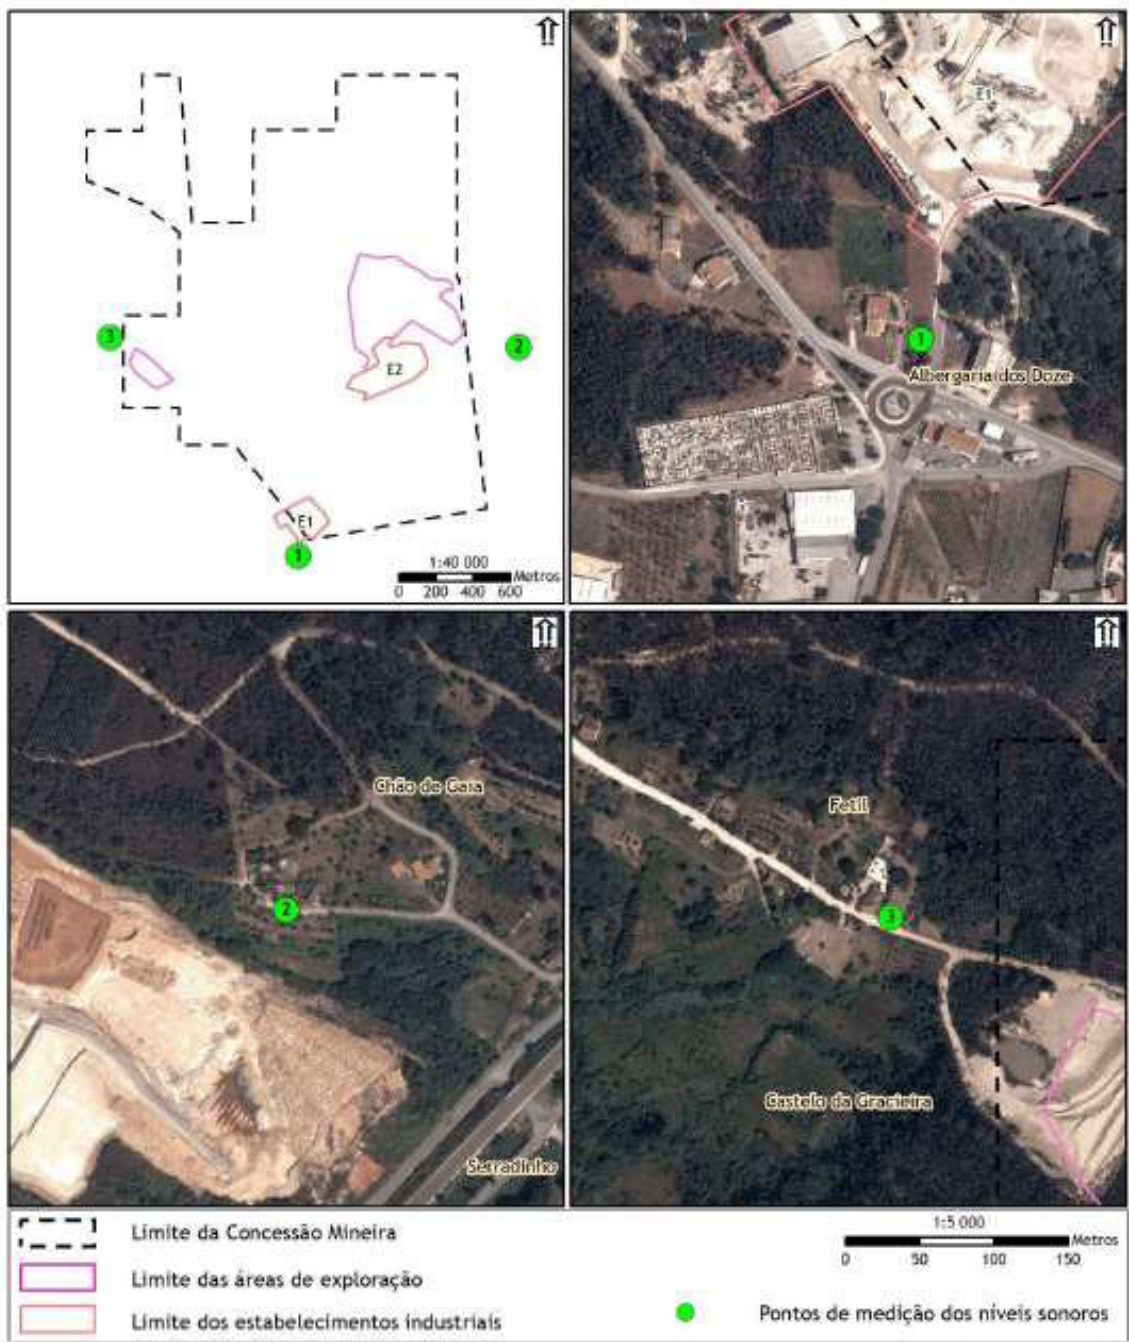 3
2
E2
E1
1
1:40 000
Metros
0 200 400 600
E1
1
Albergaria dos Doze
Chão de Gaia
2
Serradinho
Fetil
3
Castelo da Gracieira
Limite da Concessão Mineira
Limite das áreas de exploração
Limite dos estabelecimentos industriais
1:5 000
Metros
0 50 100 150
Pontos de medição dos níveis sonoros